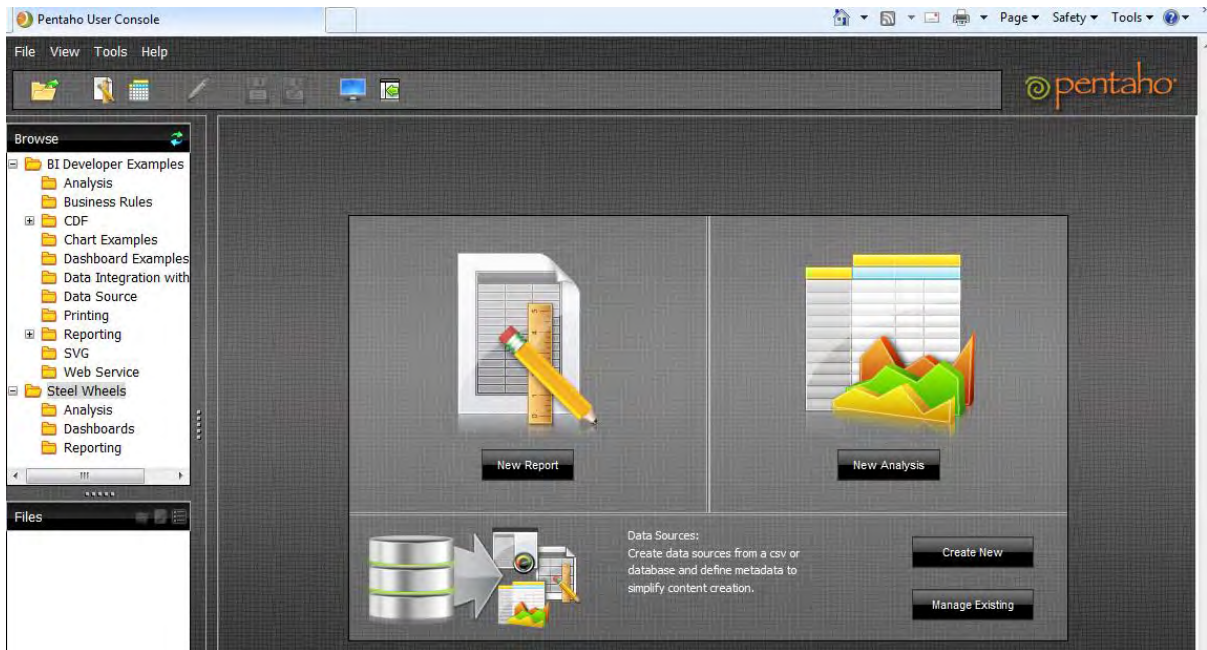 Pentaho User Console
Page Safety Tools
File View Tools Help
pentaho
Browse
BI Developer Examples
Analysis
Business Rules
CDF
Chart Examples
Dashboard Examples
Data Integration with
Data Source
Printing
Reporting
SVG
Web Service
Steel Wheels
Analysis
Dashboards
Reporting
Files
New Report
New Analysis
Data Sources:
Create data sources from a csv or
database and define metadata to
simplify content creation.
Create New
Manage Existing